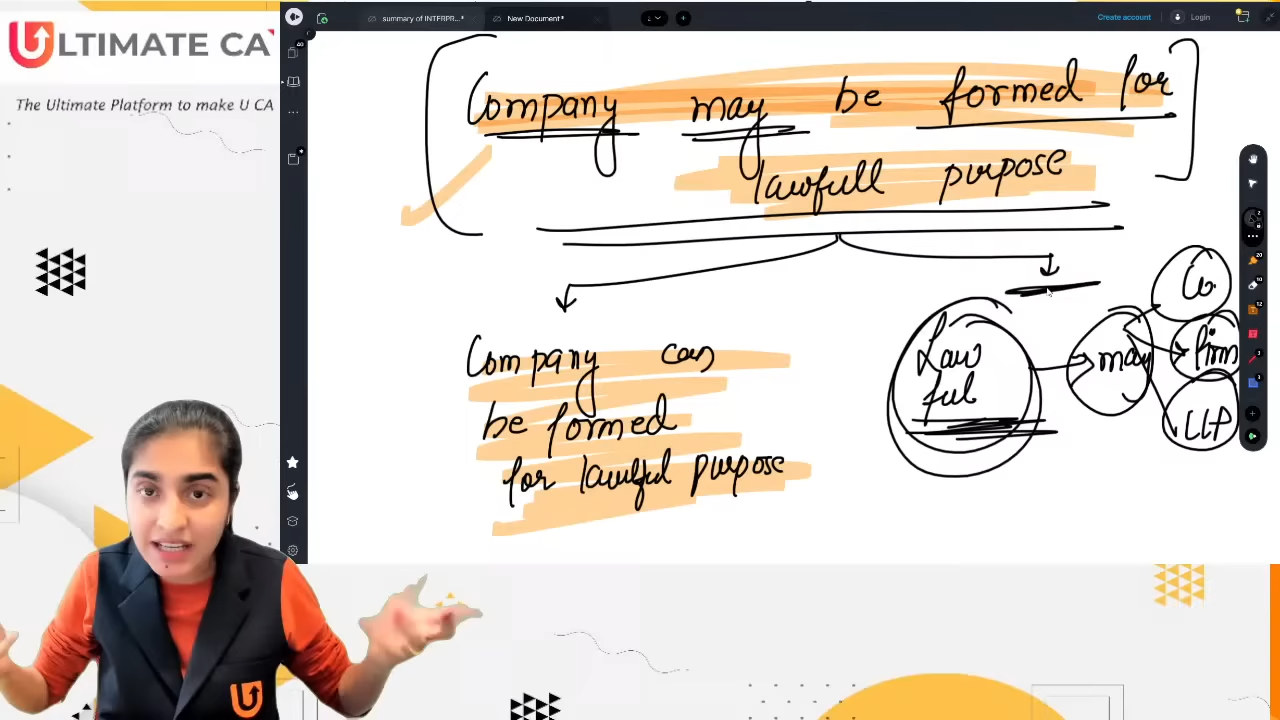 ULTIMATE CA
The Ultimate Platform to make U CA
summary of INTERPR...*
New Document*
Create account
Login
Company may be formed for
lawfull purpose
Company can
be formed
for lawful purpose
Law
ful
may
Co.
firm
LLP